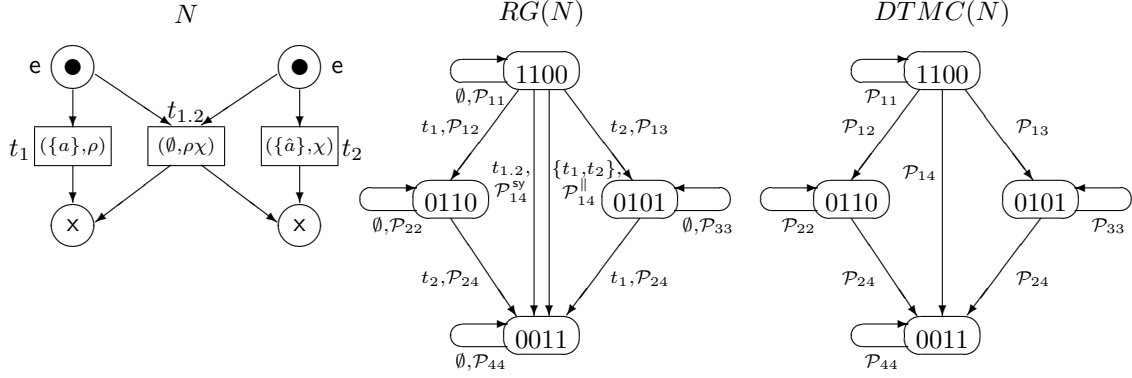 N
RG(N)
DTMC(N)
e
e
t₁
({a},ρ)
t₁.₂
(∅,ρχ)
({â},χ)
t₂
x
x
1100
∅,𝒫₁₁
t₁,𝒫₁₂
t₂,𝒫₁₃
t₁.₂,
𝒫₁₄^sy
{t₁,t₂},
𝒫₁₄^∥
0110
0101
∅,𝒫₂₂
∅,𝒫₃₃
t₂,𝒫₂₄
t₁,𝒫₂₄
0011
∅,𝒫₄₄
1100
𝒫₁₁
𝒫₁₂
𝒫₁₃
𝒫₁₄
0110
0101
𝒫₂₂
𝒫₃₃
𝒫₂₄
𝒫₂₄
0011
𝒫₄₄